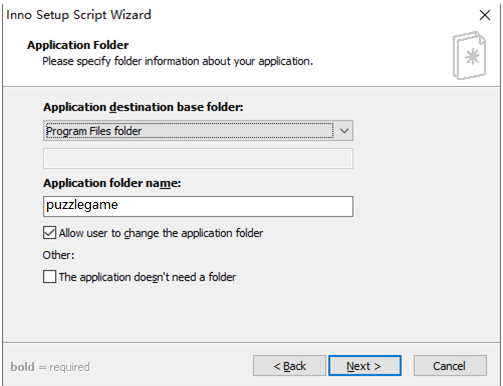 Inno Setup Script Wizard
Application Folder
Please specify folder information about your application.
Application destination base folder:
Program Files folder
Application folder name:
puzzlegame
Allow user to change the application folder
Other:
The application doesn't need a folder
bold = required
< Back
Next >
Cancel